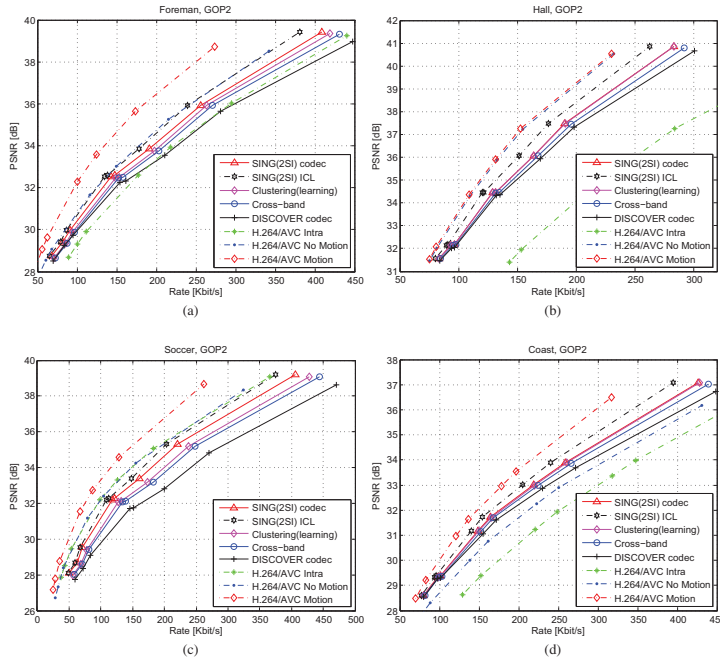 Foreman, GOP2
40
38
36
34
32
30
28
PSNR [dB]
50 100 150 200 250 300 350 400 450
Rate [Kbit/s]
SING(2SI) codec
SING(2SI) ICL
Clustering(learning)
Cross-band
DISCOVER codec
H.264/AVC Intra
H.264/AVC No Motion
H.264/AVC Motion
(a)
Hall, GOP2
42
41
40
39
38
37
36
35
34
33
32
31
PSNR [dB]
100 150 200 250 300
Rate [Kbit/s]
SING(2SI) codec
SING(2SI) ICL
Clustering(learning)
Cross-band
DISCOVER codec
H.264/AVC Intra
H.264/AVC No Motion
H.264/AVC Motion
(b)
Soccer, GOP2
40
38
36
34
32
30
28
26
PSNR [dB]
0 50 100 150 200 250 300 350 400 450 500
Rate [Kbit/s]
SING(2SI) codec
SING(2SI) ICL
Clustering(learning)
Cross-band
DISCOVER codec
H.264/AVC Intra
H.264/AVC No Motion
H.264/AVC Motion
(c)
Coast, GOP2
38
37
36
35
34
33
32
31
30
29
28
PSNR [dB]
50 100 150 200 250 300 350 400 450
Rate [Kbit/s]
SING(2SI) codec
SING(2SI) ICL
Clustering(learning)
Cross-band
DISCOVER codec
H.264/AVC Intra
H.264/AVC No Motion
H.264/AVC Motion
(d)